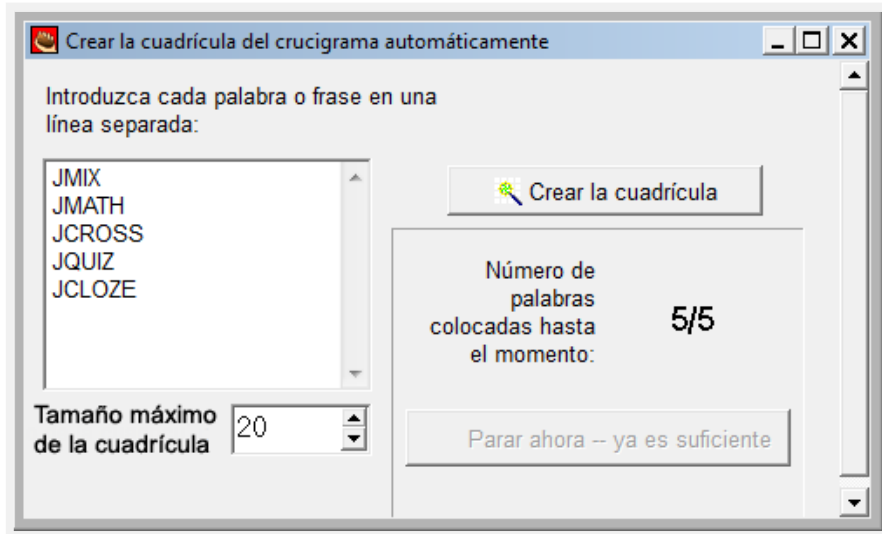 Crear la cuadrícula del crucigrama automáticamente
Introduzca cada palabra o frase en una
línea separada:
JMIX
JMATH
JCROSS
JQUIZ
JCLOZE
Tamaño máximo
de la cuadrícula
20
Crear la cuadrícula
Número de
palabras
colocadas hasta
el momento:
5/5
Parar ahora -- ya es suficiente